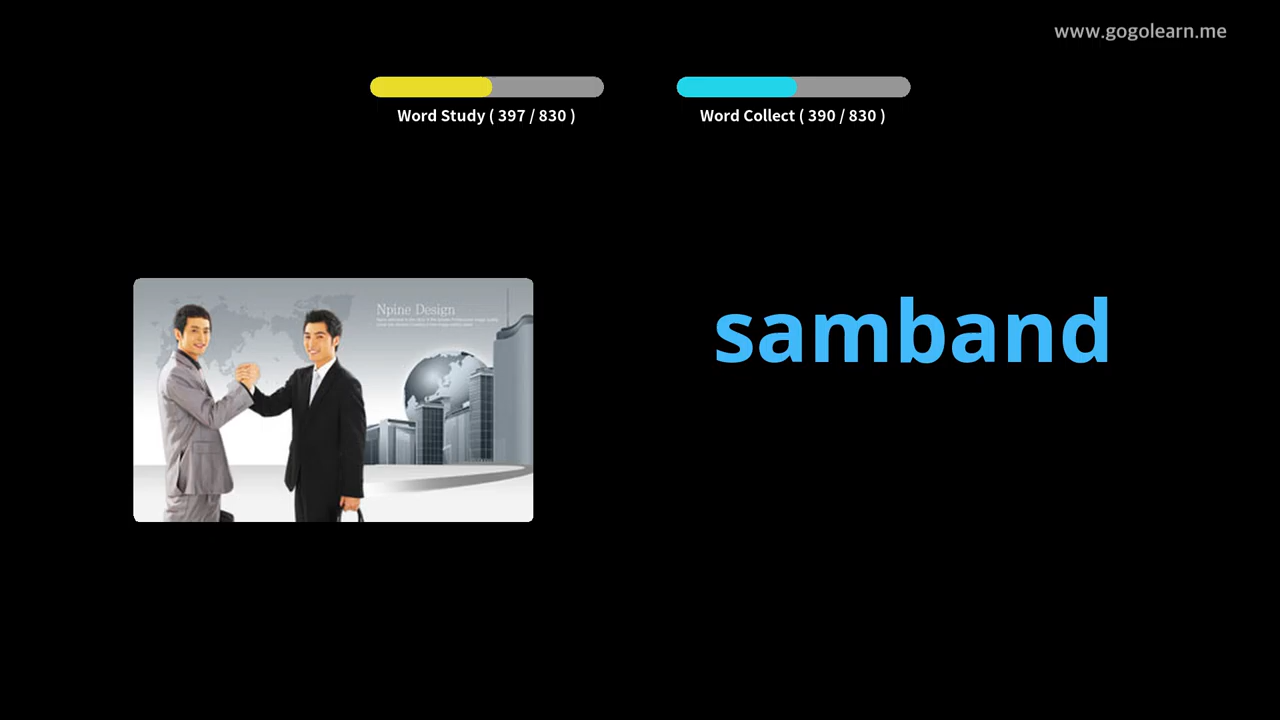 www.gogolearn.me
Word Study ( 397 / 830 )
Word Collect ( 390 / 830 )
Npine Design
samband